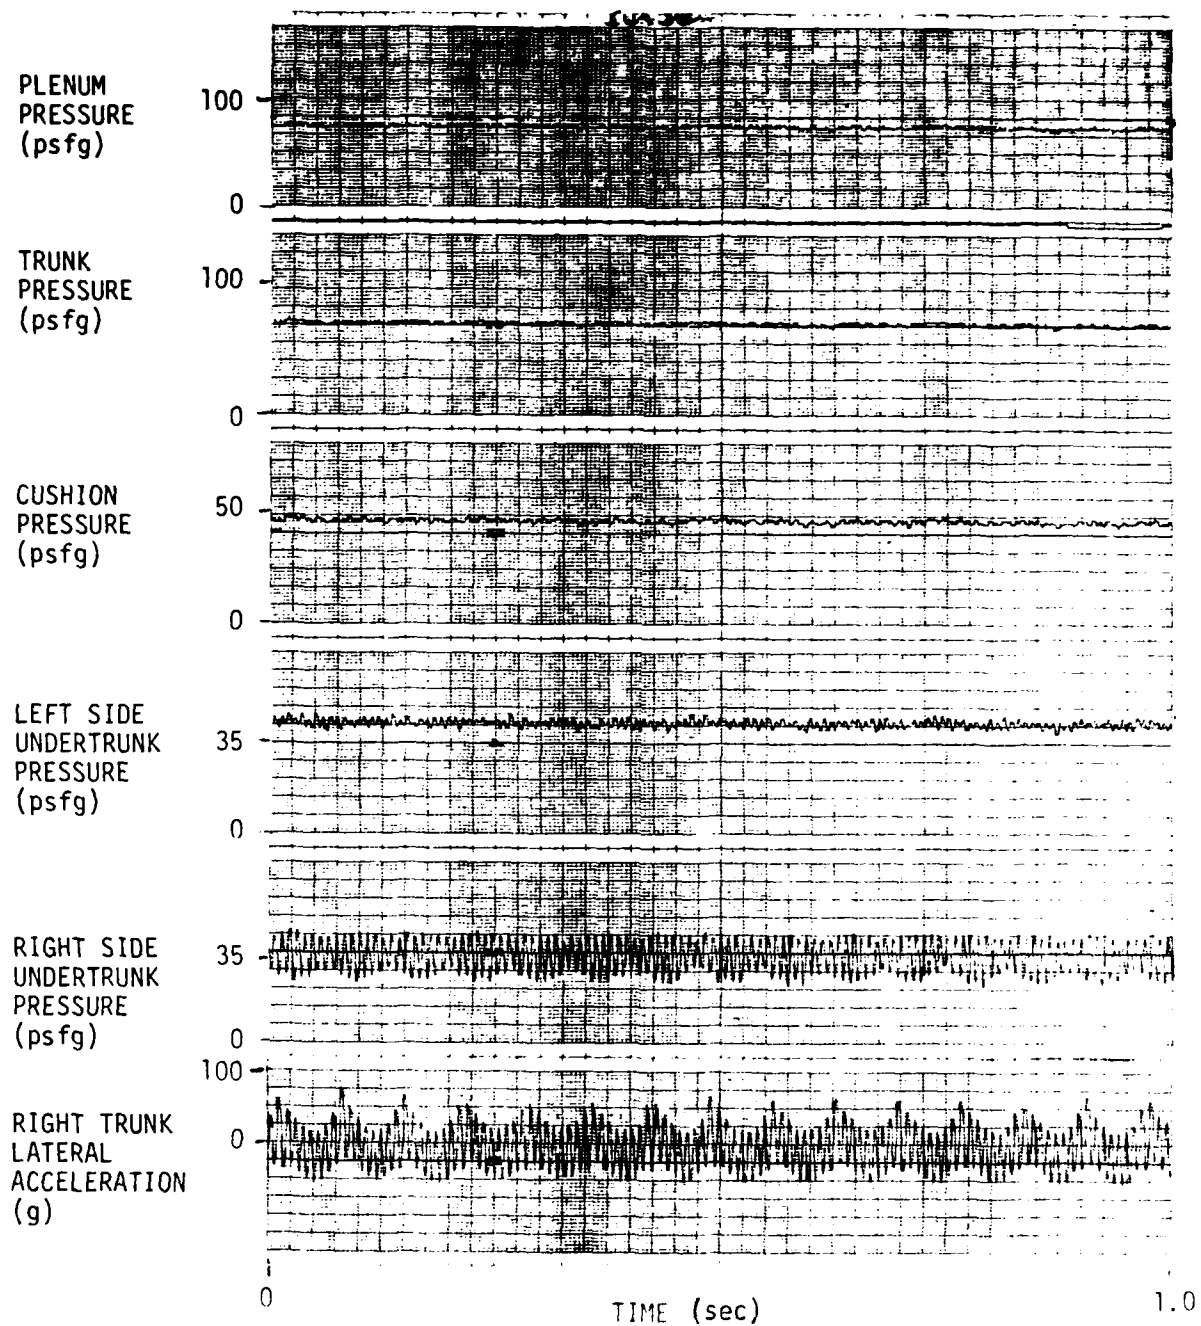 PLENUM
PRESSURE
(psfg)
100
0
TRUNK
PRESSURE
(psfg)
100
0
CUSHION
PRESSURE
(psfg)
50
0
LEFT SIDE
UNDERTRUNK
PRESSURE
(psfg)
35
0
RIGHT SIDE
UNDERTRUNK
PRESSURE
(psfg)
35
0
RIGHT TRUNK
LATERAL
ACCELERATION
(g)
100
0
0
1.0
TIME (sec)